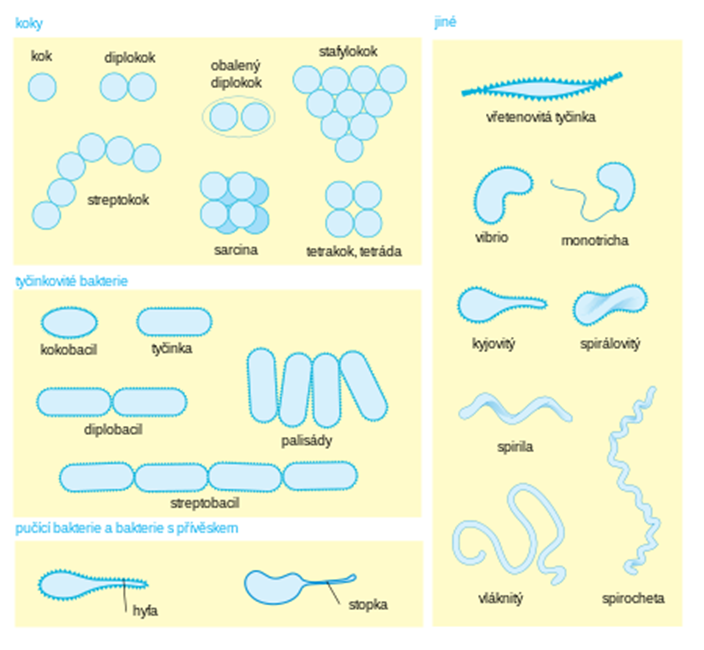 koky
kok
diplokok
obalený
diplokok
stafylokok
streptokok
sarcina
tetrakok, tetráda
tyčinkovité bakterie
kokobacil
tyčinka
diplobacil
palisády
streptobacil
pučící bakterie a bakterie s přívěskem
hyfa
stopka
jiné
vřetenovitá tyčinka
vibrio
monotricha
kyjovitý
spirálovitý
spirila
vláknitý
spirocheta